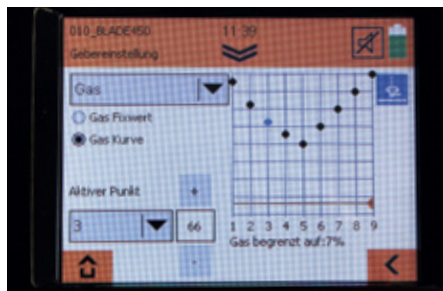 010_BLADE450 11:39
Gebereinstellung
Gas
Gas Fixwert
Gas Kurve
Aktiver Punkt +
3 66
-
1 2 3 4 5 6 7 8 9
Gas begrenzt auf:7%